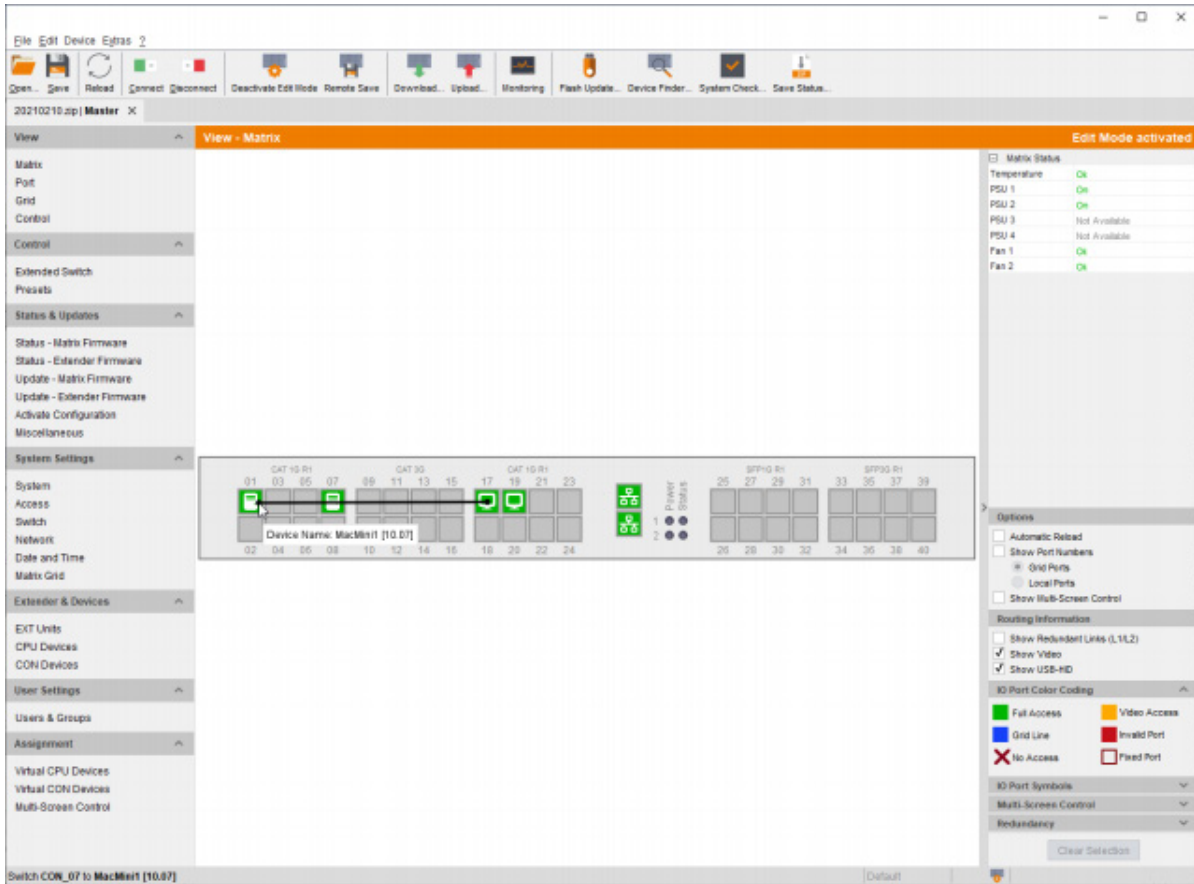 File Edit Device Extras ?
Open... Save Reload Connect Disconnect Deactivate Edit Mode Remote Save Download... Upload... Monitoring Flash Update... Device Finder... System Check... Save Status...
20210210.zip | Master ×
View
Matrix
Port
Grid
Control
Control
Extended Switch
Presets
Status & Updates
Status - Matrix Firmware
Status - Extender Firmware
Update - Matrix Firmware
Update - Extender Firmware
Activate Configuration
Miscellaneous
System Settings
System
Access
Switch
Network
Date and Time
Matrix Grid
Extender & Devices
EXT Units
CPU Devices
CON Devices
User Settings
Users & Groups
Assignment
Virtual CPU Devices
Virtual CON Devices
Multi-Screen Control
View - Matrix Edit Mode activated
CAT 1G R1 CAT 3G CAT 1G R1 SFP1G R1 SFP3G R1
01 03 05 07 09 11 13 15 17 19 21 23 25 27 29 31 33 35 37 39
Power Status
1
2
Device Name: MacMini1 [10.07]
02 04 06 08 10 12 14 16 18 20 22 24 26 28 30 32 34 36 38 40
Matrix Status
Temperature Ok
PSU 1 On
PSU 2 On
PSU 3 Not Available
PSU 4 Not Available
Fan 1 Ok
Fan 2 Ok
Options
Automatic Reload
Show Port Numbers
Grid Ports
Local Ports
Show Multi-Screen Control
Routing Information
Show Redundant Links (L1/L2)
Show Video
Show USB-HID
IO Port Color Coding
Full Access Video Access
Grid Line Invalid Port
No Access Fixed Port
IO Port Symbols
Multi-Screen Control
Redundancy
Clear Selection
Switch CON_07 to MacMini1 [10.07] Default